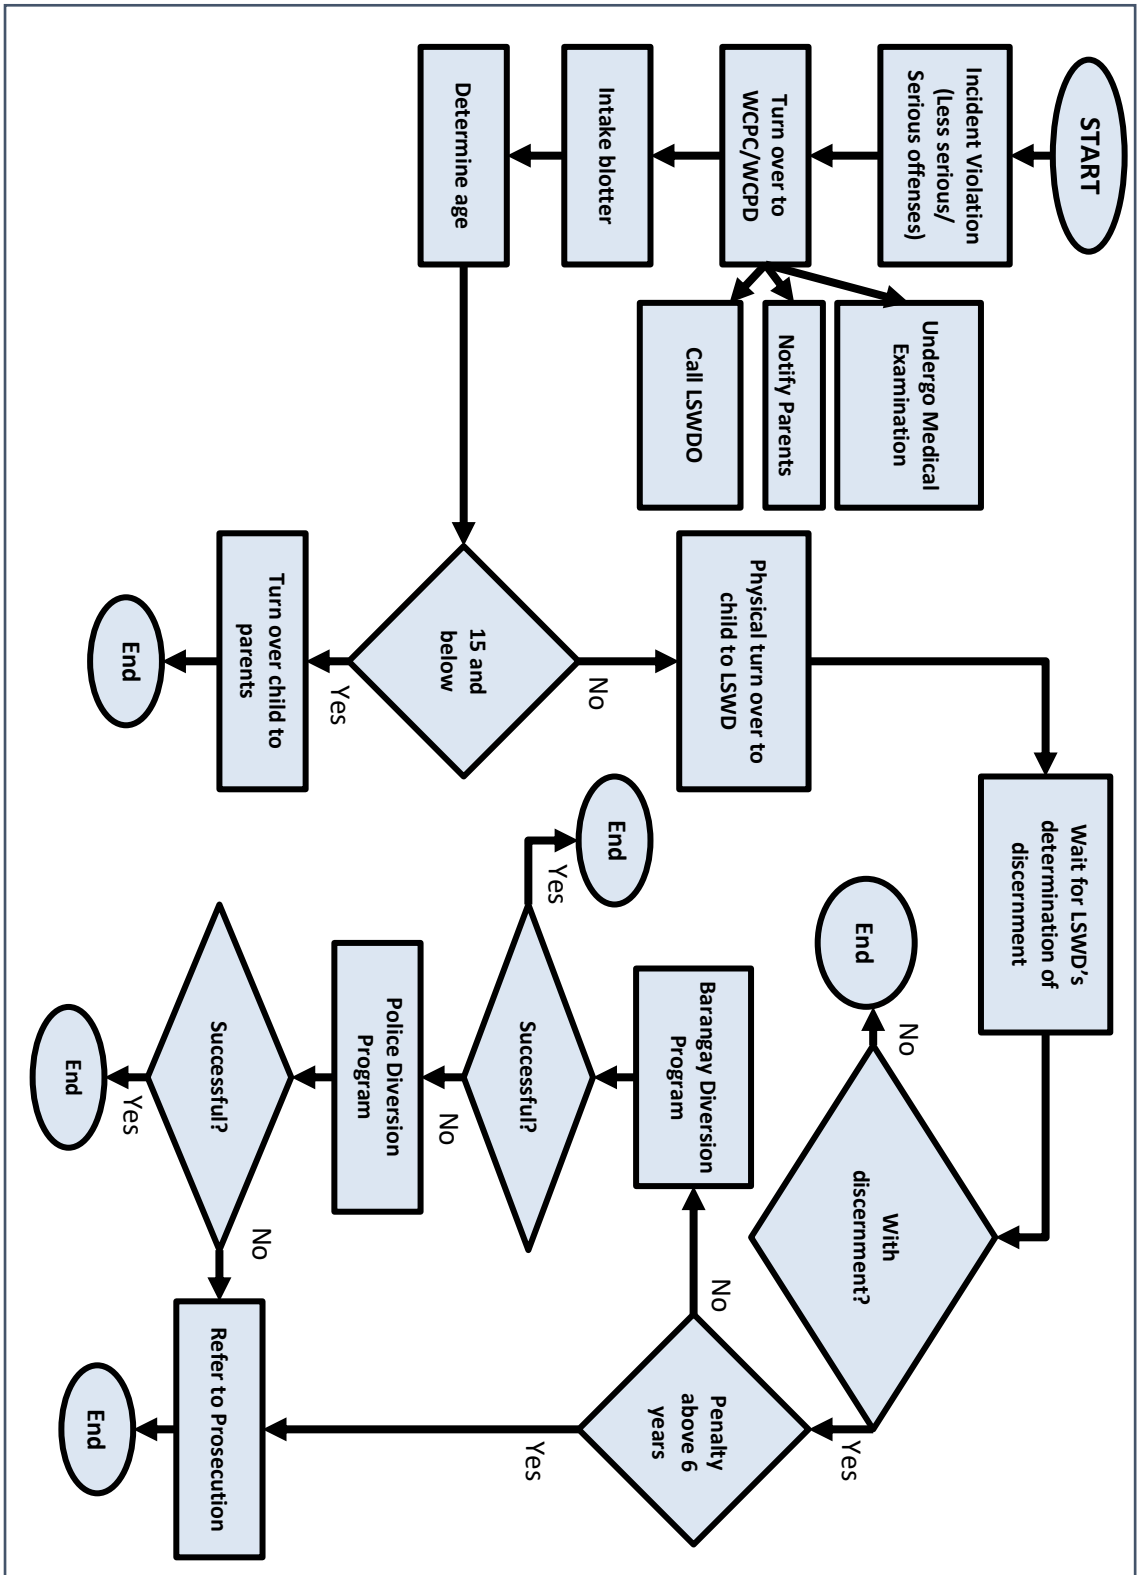 START
Incident Violation
(Less serious/
Serious offenses)
Turn over to
WCPC/WCPD
Intake blotter
Determine age
Undergo Medical
Examination
Notify Parents
Call LSWDO
15 and
below
Yes
Turn over child to
parents
End
No
Physical turn over to
child to LSWD
Wait for LSWD’s
determination of
discernment
With
discernment?
No
End
Yes
Penalty
above 6
years
No
Barangay Diversion
Program
Successful?
Yes
End
No
Police Diversion
Program
Successful?
Yes
End
No
Yes
Refer to Prosecution
End